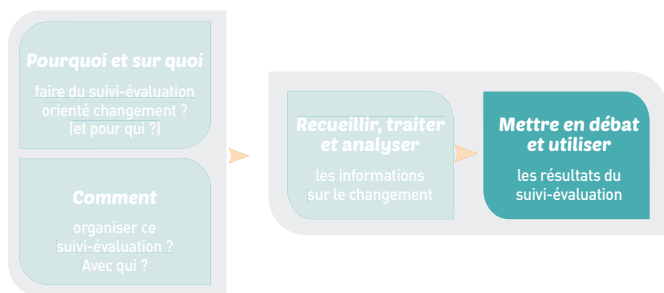 Pourquoi et sur quoi
faire du suivi-évaluation
orienté changement ?
(et pour qui ?)
Comment
organiser ce
suivi-évaluation ?
Avec qui ?
Recueillir, traiter
et analyser
les informations
sur le changement
Mettre en débat
et utiliser
les résultats du
suivi-évaluation